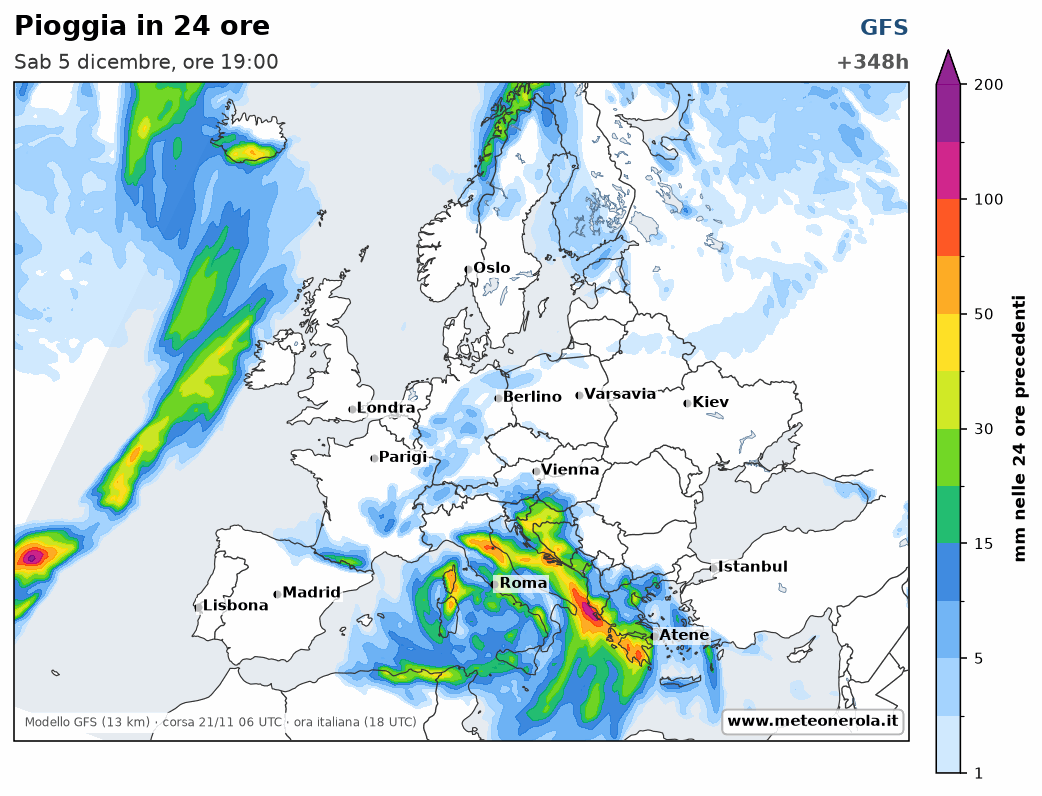 Pioggia in 24 ore
GFS
Sab 5 dicembre, ore 19:00
+348h
200
100
50
30
15
5
1
mm nelle 24 ore precedenti
Oslo
Londra
Berlino
Varsavia
Kiev
Parigi
Vienna
Istanbul
Madrid
Roma
Lisbona
Atene
Modello GFS (13 km) · corsa 21/11 06 UTC · ora italiana (18 UTC)
www.meteonerola.it